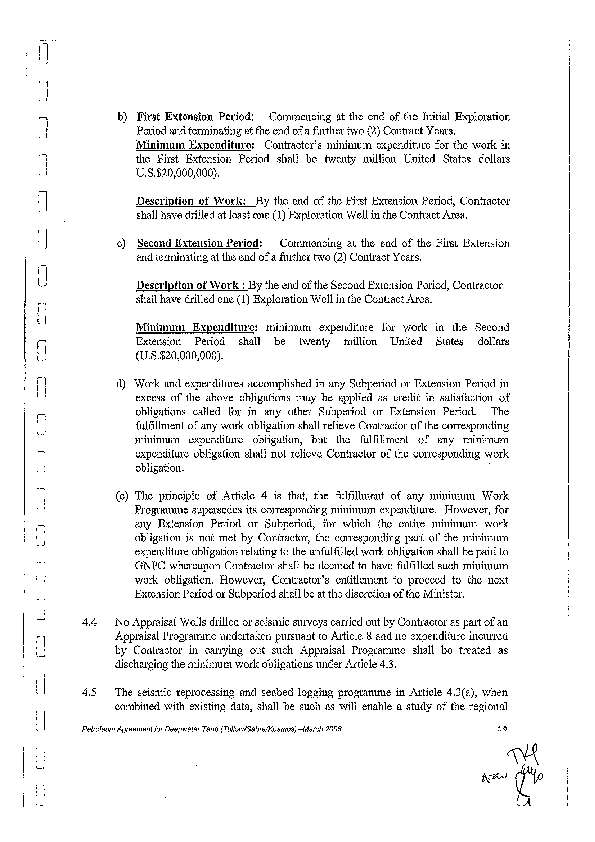 b) First Extension Period: Commencing at the end of the Initial Exploration
Period and terminating at the end of a further two (2) Contract Years.
Minimum Expenditure: Contractor's minimum expenditure for the work in
the First Extension Period shall be twenty million United States dollars
U.S.$20,000,000).
Description of Work: By the end of the First Extension Period, Contractor
shall have drilled at least one (1) Exploration Well in the Contract Area.
c) Second Extension Period: Commencing at the end of the First Extension
and terminating at the end of a further two (2) Contract Years.
Description of Work : By the end of the Second Extension Period, Contractor
shall have drilled one (1) Exploration Well in the Contract Area.
Minimum Expenditure: minimum expenditure for work in the Second
Extension Period shall be twenty million United States dollars
(U.S.$20,000,000).
d) Work and expenditures accomplished in any Subperiod or Extension Period in
excess of the above obligations may be applied as credit in satisfaction of
obligations called for in any other Subperiod or Extension Period. The
fulfillment of any work obligation shall relieve Contractor of the corresponding
minimum expenditure obligation, but the fulfillment of any minimum
expenditure obligation shall not relieve Contractor of the corresponding work
obligation.
(e) The principle of Article 4 is that, the fulfillment of any minimum Work
Programme supersedes its corresponding minimum expenditure. However, for
any Extension Period or Subperiod, for which the entire minimum work
obligation is not met by Contractor, the corresponding part of the minimum
expenditure obligation relating to the unfulfilled work obligation shall be paid to
GNPC whereupon Contractor shall be deemed to have fulfilled such minimum
work obligation. However, Contractor's entitlement to proceed to the next
Extension Period or Subperiod shall be at the discretion of the Minister.
4.4 No Appraisal Wells drilled or seismic surveys carried out by Contractor as part of an
Appraisal Programme undertaken pursuant to Article 8 and no expenditure incurred
by Contractor in carrying out such Appraisal Programme shall be treated as
discharging the minimum work obligations under Article 4.3.
4.5 The seismic reprocessing and seabed logging programme in Article 4.3(a), when
combined with existing data, shall be such as will enable a study of the regional
Petroleum Agreement for Deepwater Tano (Tullow/Sabre/Kosmos) –March 2006